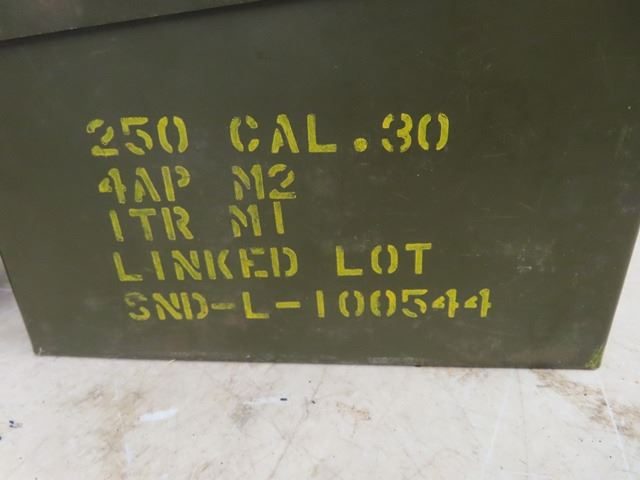 250 CAL.30
4AP M2
1TR M1
LINKED LOT
SND-L-100544